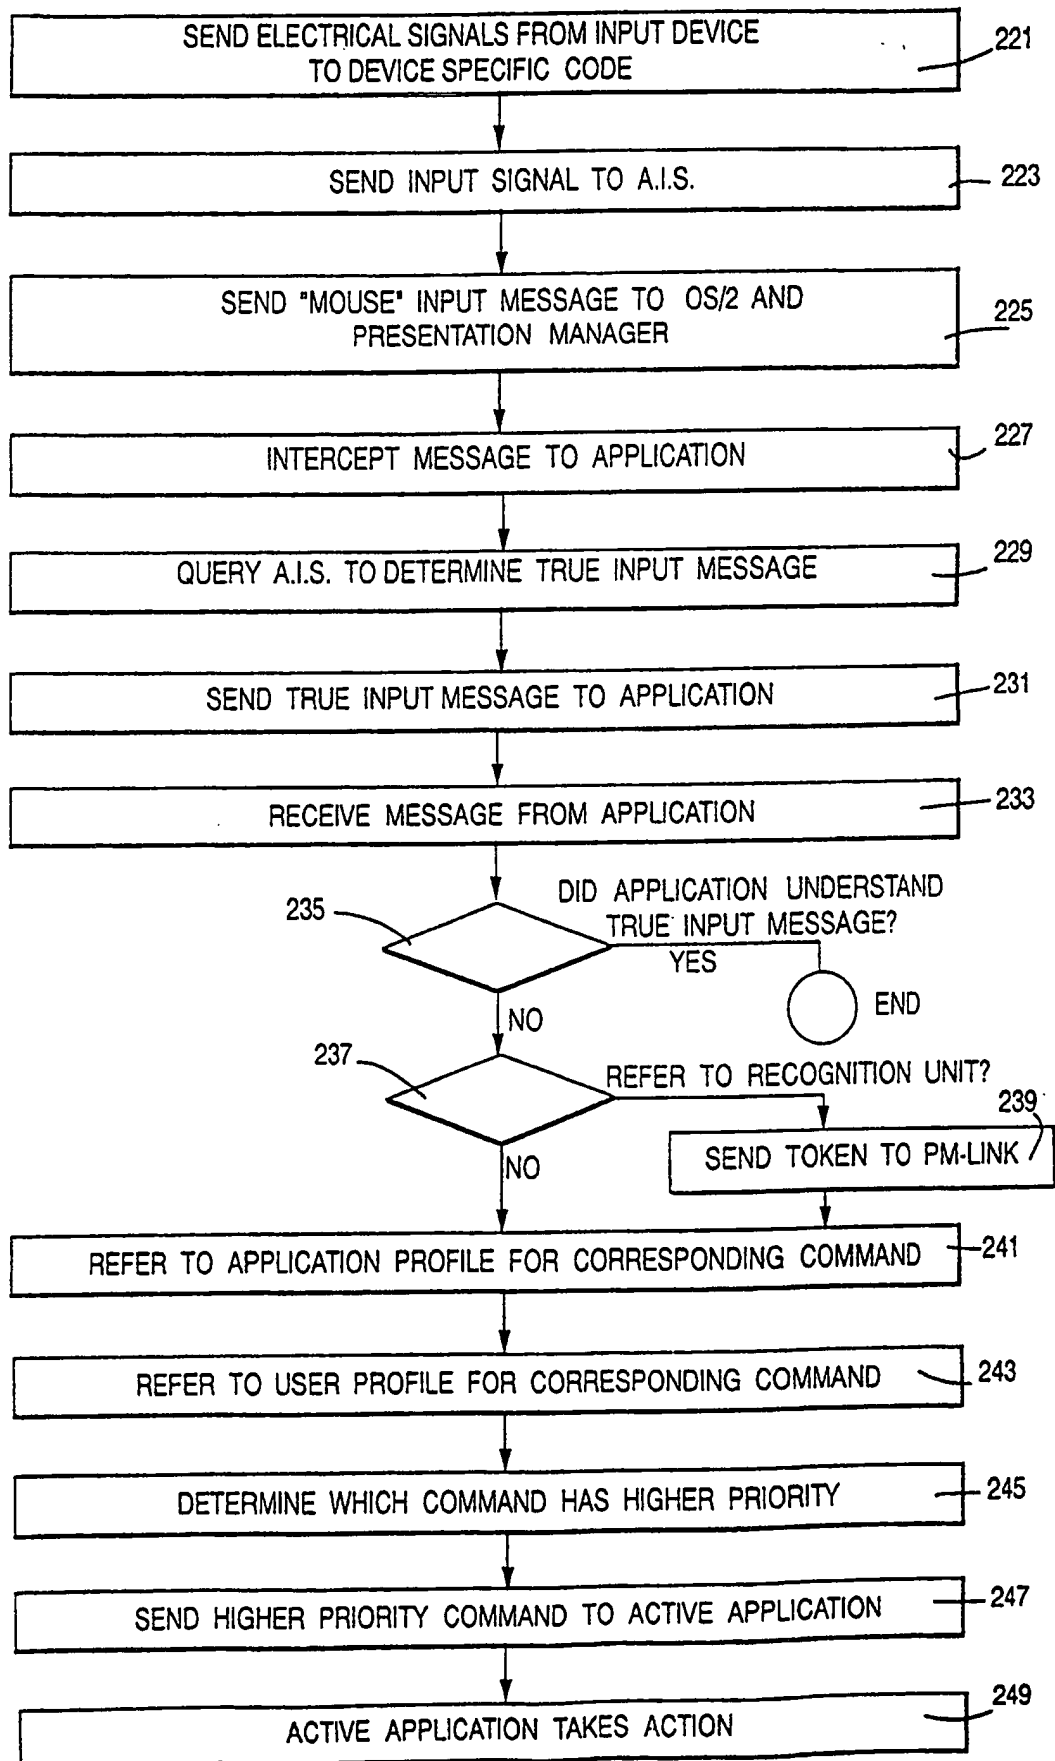 SEND ELECTRICAL SIGNALS FROM INPUT DEVICE
TO DEVICE SPECIFIC CODE
221
SEND INPUT SIGNAL TO A.I.S.
223
SEND "MOUSE" INPUT MESSAGE TO OS/2 AND
PRESENTATION MANAGER
225
INTERCEPT MESSAGE TO APPLICATION
227
QUERY A.I.S. TO DETERMINE TRUE INPUT MESSAGE
229
SEND TRUE INPUT MESSAGE TO APPLICATION
231
RECEIVE MESSAGE FROM APPLICATION
233
235
DID APPLICATION UNDERSTAND
TRUE INPUT MESSAGE?
YES
END
NO
237
REFER TO RECOGNITION UNIT?
239
SEND TOKEN TO PM-LINK
NO
REFER TO APPLICATION PROFILE FOR CORRESPONDING COMMAND
241
REFER TO USER PROFILE FOR CORRESPONDING COMMAND
243
DETERMINE WHICH COMMAND HAS HIGHER PRIORITY
245
SEND HIGHER PRIORITY COMMAND TO ACTIVE APPLICATION
247
ACTIVE APPLICATION TAKES ACTION
249